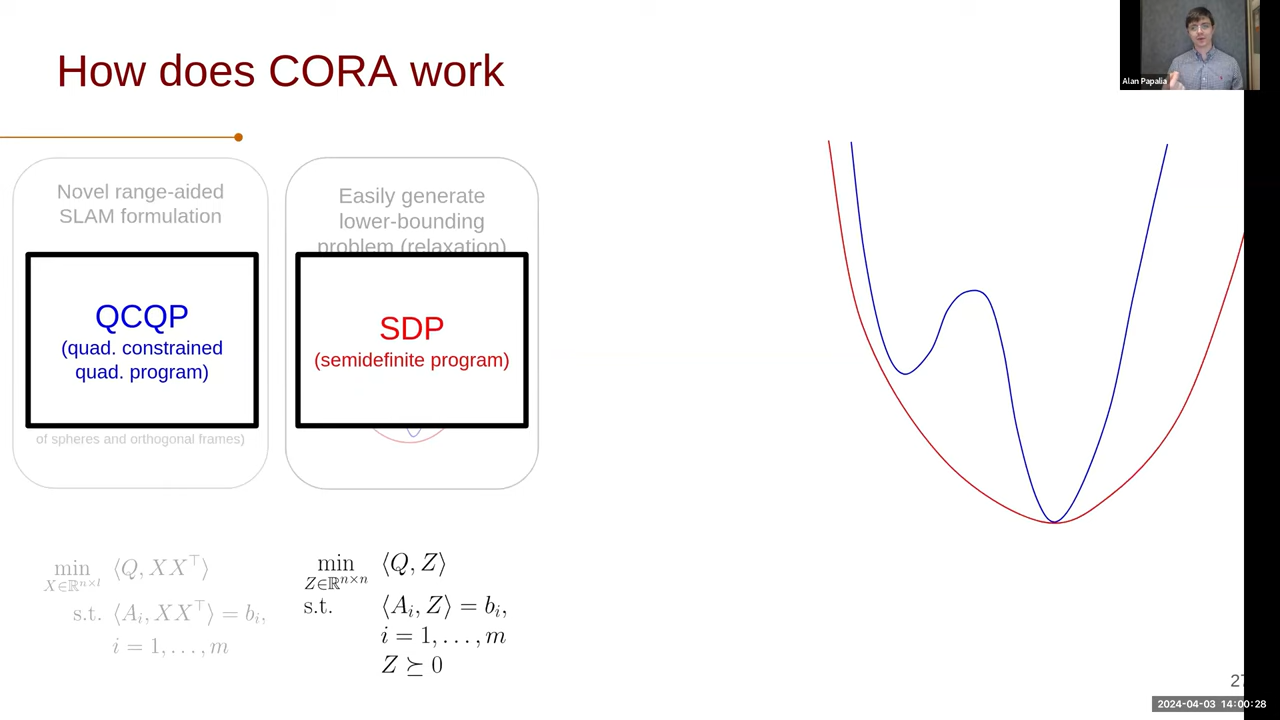 How does CORA work
Alan Papalia
Novel range-aided
SLAM formulation
QCQP
(quad. constrained
quad. program)
of spheres and orthogonal frames)
Easily generate
lower-bounding
problem (relaxation)
SDP
(semidefinite program)
min ⟨Q, XX^⊤⟩
X∈ℝ^{n×l}
s.t. ⟨A_i, XX^⊤⟩ = b_i,
i = 1, . . . , m
min ⟨Q, Z⟩
Z∈ℝ^{n×n}
s.t. ⟨A_i, Z⟩ = b_i,
i = 1, . . . , m
Z ⪰ 0
2024-04-03 14:00:28